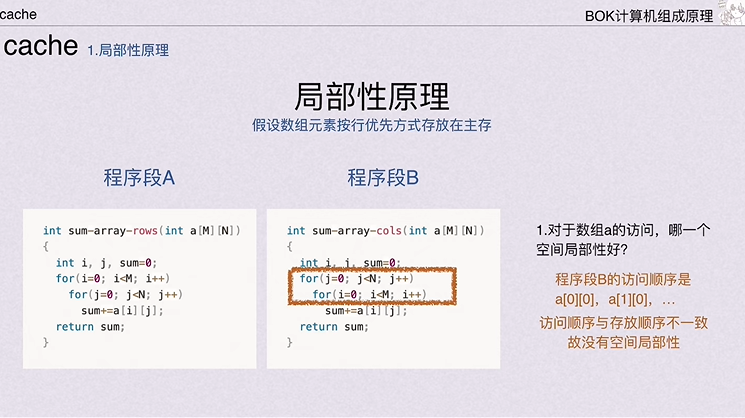 cache
BOK计算机组成原理
cache 1.局部性原理
局部性原理
假设数组元素按行优先方式存放在主存
程序段A
int sum-array-rows(int a[M][N])
{
int i, j, sum=0;
for(i=0; i<M; i++)
for(j=0; j<N; j++)
sum+=a[i][j];
return sum;
}
程序段B
int sum-array-cols(int a[M][N])
{
int i, j, sum=0;
for(j=0; j<N; j++)
for(i=0; i<M; i++)
sum+=a[i][j];
return sum;
}
1.对于数组a的访问，哪一个
空间局部性好?
程序段B的访问顺序是
a[0][0]，a[1][0]，…
访问顺序与存放顺序不一致
故没有空间局部性